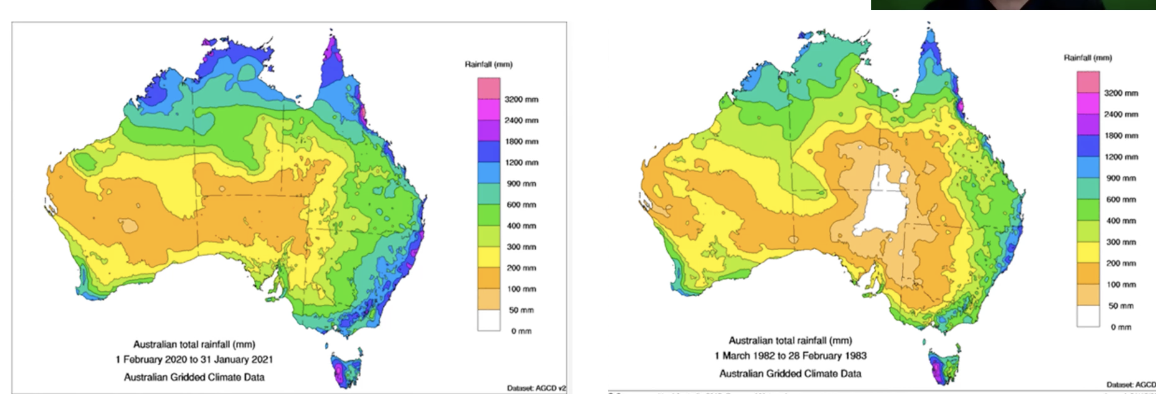 Rainfall (mm)
3200 mm
2400 mm
1800 mm
1200 mm
900 mm
600 mm
400 mm
300 mm
200 mm
100 mm
50 mm
0 mm
Australian total rainfall (mm)
1 February 2020 to 31 January 2021
Australian Gridded Climate Data
Dataset: AGCD v2
Rainfall (mm)
3200 mm
2400 mm
1800 mm
1200 mm
900 mm
600 mm
400 mm
300 mm
200 mm
100 mm
50 mm
0 mm
Australian total rainfall (mm)
1 March 1982 to 28 February 1983
Australian Gridded Climate Data
Dataset: AGCD